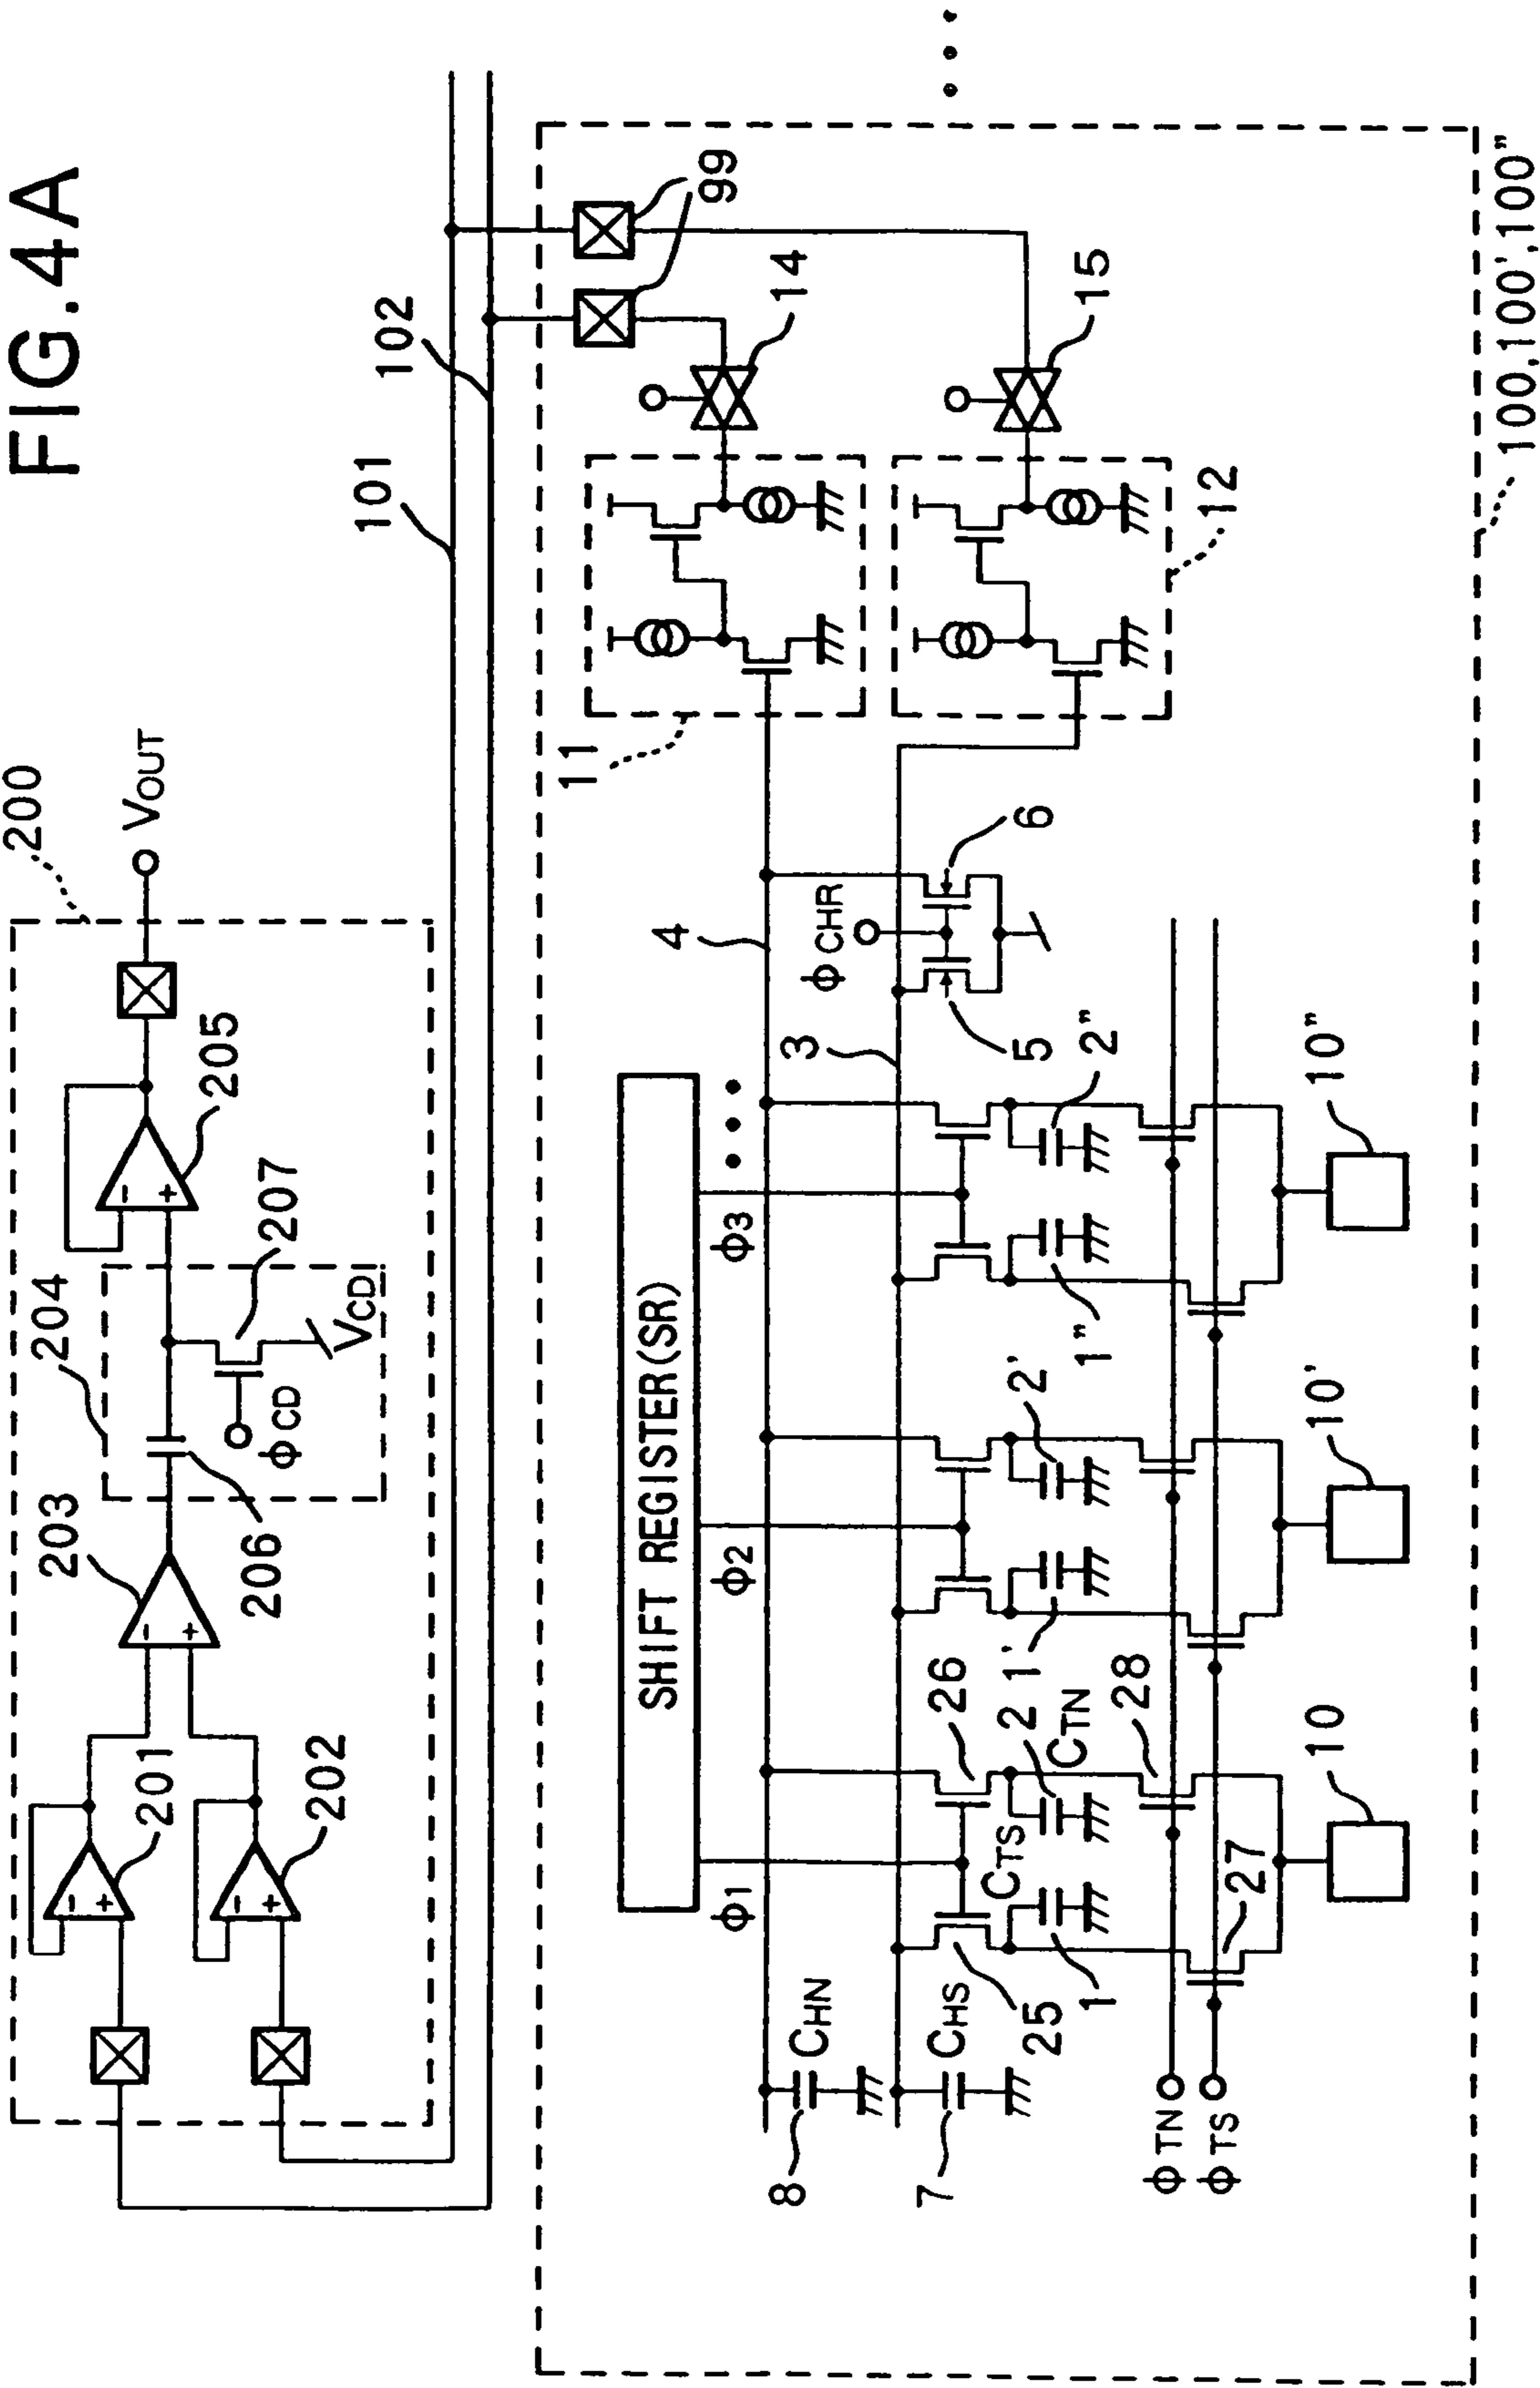 FIG.4A
200
VOUT
205
204
207
VCD
ϕCD
203
206
201
202
101
102
99
14
15
11
12
4
ϕCHR
6
3
5
SHIFT REGISTER(SR)
ϕ1
ϕ2
ϕ3
CHN
8
CHS
7
25
26
CTS
1
2
CTN
28
27
1'
2'
1"
2"
ϕTN
ϕTS
10
10'
10"
100,100',100"